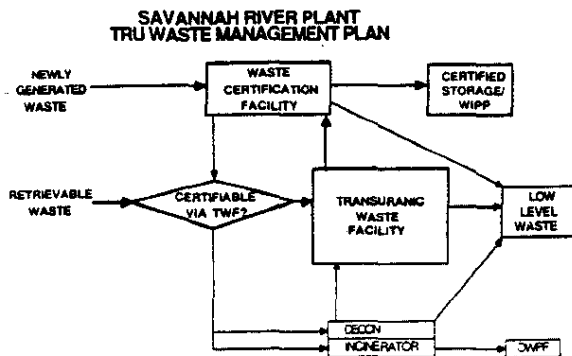 SAVANNAH RIVER PLANT
TRU WASTE MANAGEMENT PLAN
NEWLY
GENERATED
WASTE
WASTE
CERTIFICATION
FACILITY
CERTIFIED
STORAGE/
WIPP
RETRIEVABLE
WASTE
CERTIFIABLE
VIA TWF?
TRANSURANIC
WASTE
FACILITY
LOW
LEVEL
WASTE
DECON
INCINERATOR
DWPF